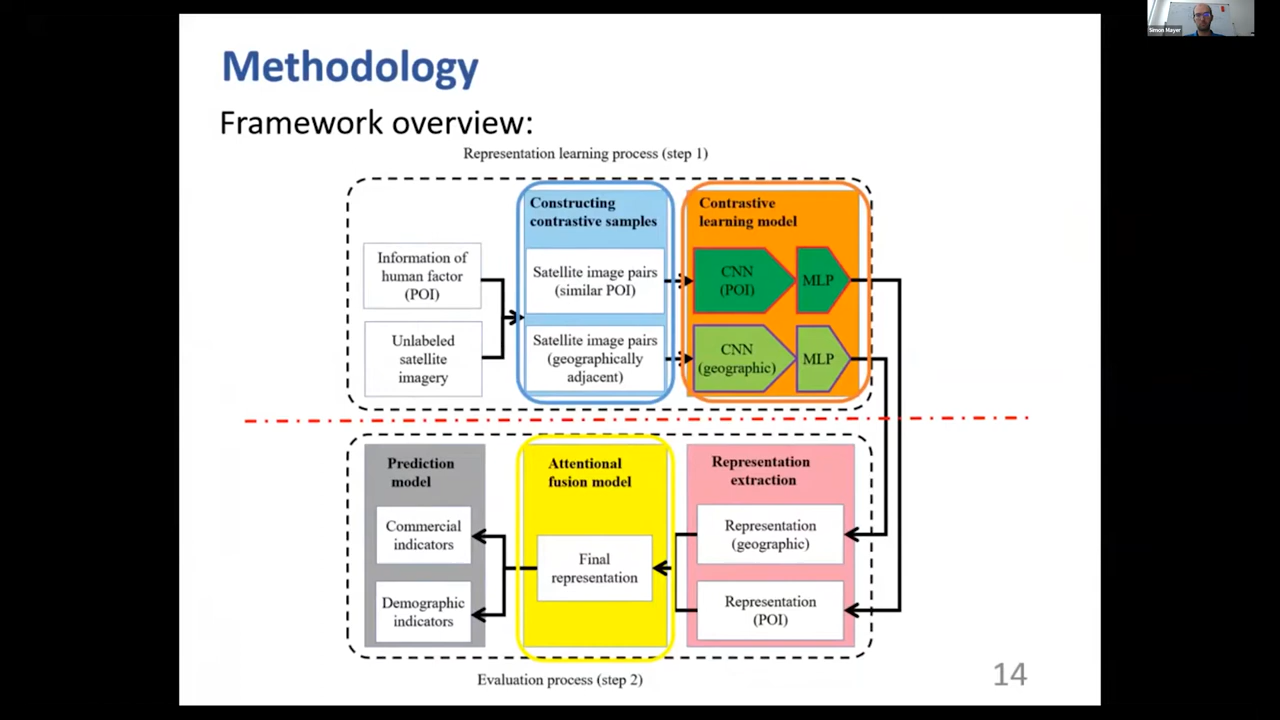 Simon Mayer
Methodology
Framework overview:
Representation learning process (step 1)
Information of
human factor
(POI)
Unlabeled
satellite
imagery
Constructing
contrastive samples
Satellite image pairs
(similar POI)
Satellite image pairs
(geographically
adjacent)
Contrastive
learning model
CNN
(POI)
MLP
CNN
(geographic)
MLP
Prediction
model
Commercial
indicators
Demographic
indicators
Attentional
fusion model
Final
representation
Representation
extraction
Representation
(geographic)
Representation
(POI)
Evaluation process (step 2)
14